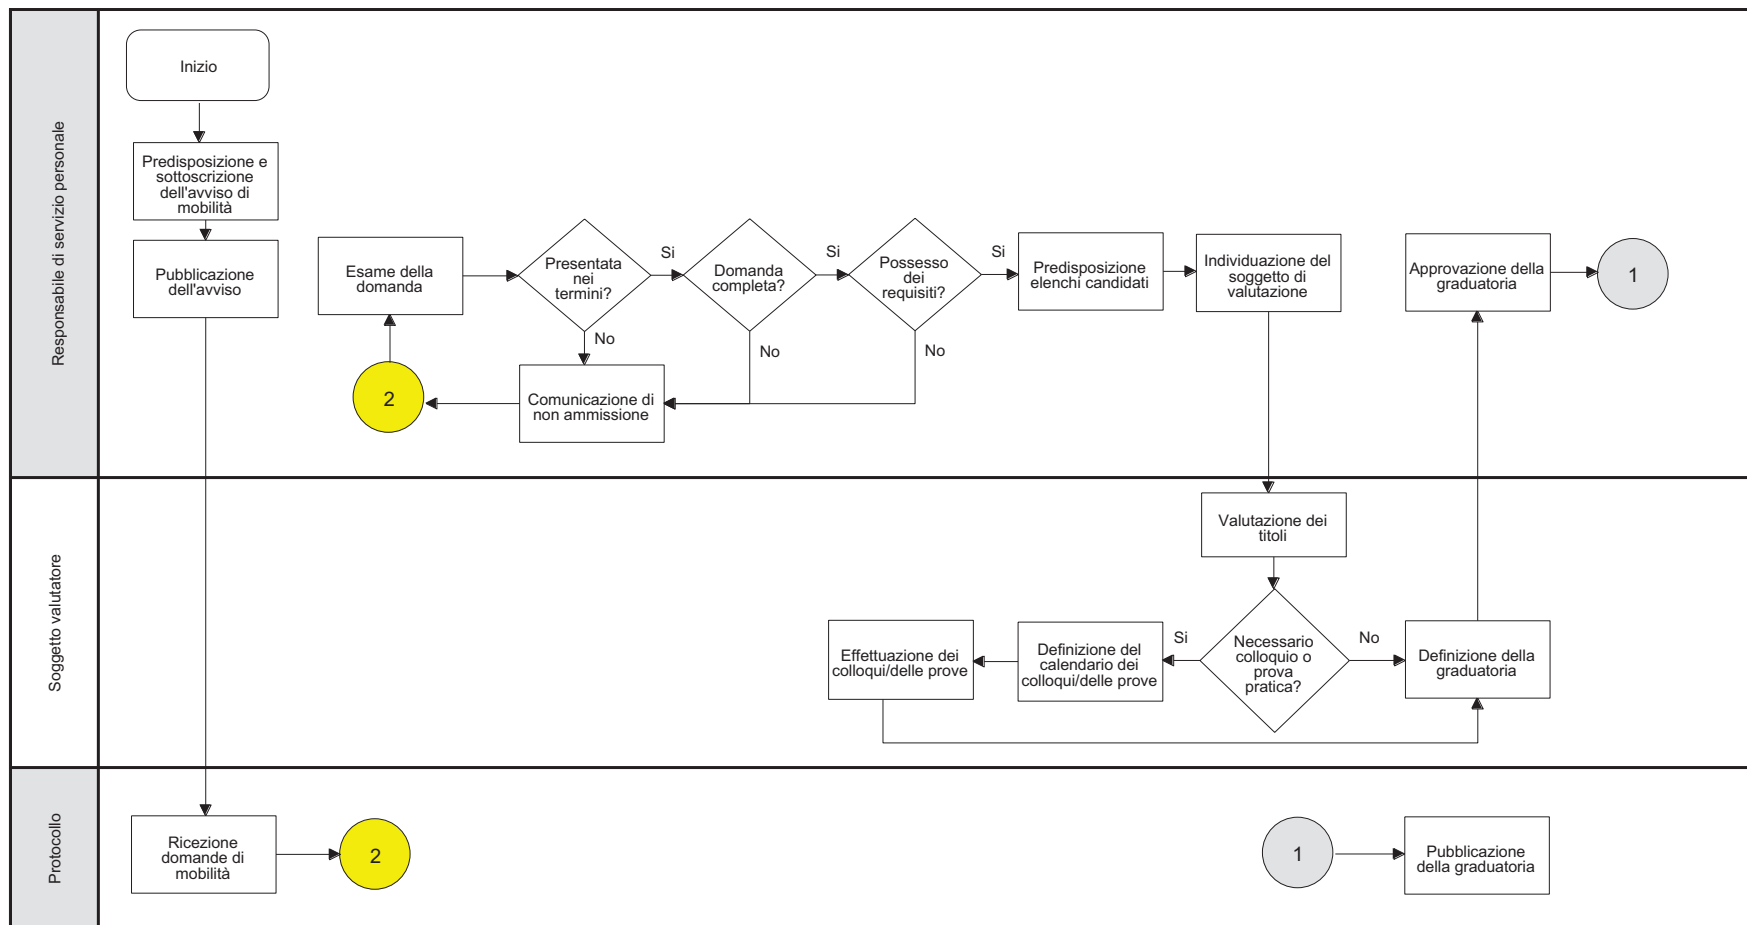 Responsabile di servizio personale
Inizio
Predisposizione e
sottoscrizione
dell'avviso di
mobilità
Pubblicazione
dell'avviso
Esame della
domanda
Presentata
nei
termini?
Si
No
Domanda
completa?
Si
No
Possesso
dei
requisiti?
Si
No
Predisposizione
elenchi candidati
Individuazione del
soggetto di
valutazione
Approvazione della
graduatoria
1
2
Comunicazione di
non ammissione
Soggetto valutatore
Valutazione dei
titoli
Necessario
colloquio o
prova
pratica?
Si
No
Definizione del
calendario dei
colloqui/delle prove
Effettuazione dei
colloqui/delle prove
Definizione della
graduatoria
Protocollo
Ricezione
domande di
mobilità
2
1
Pubblicazione
della graduatoria